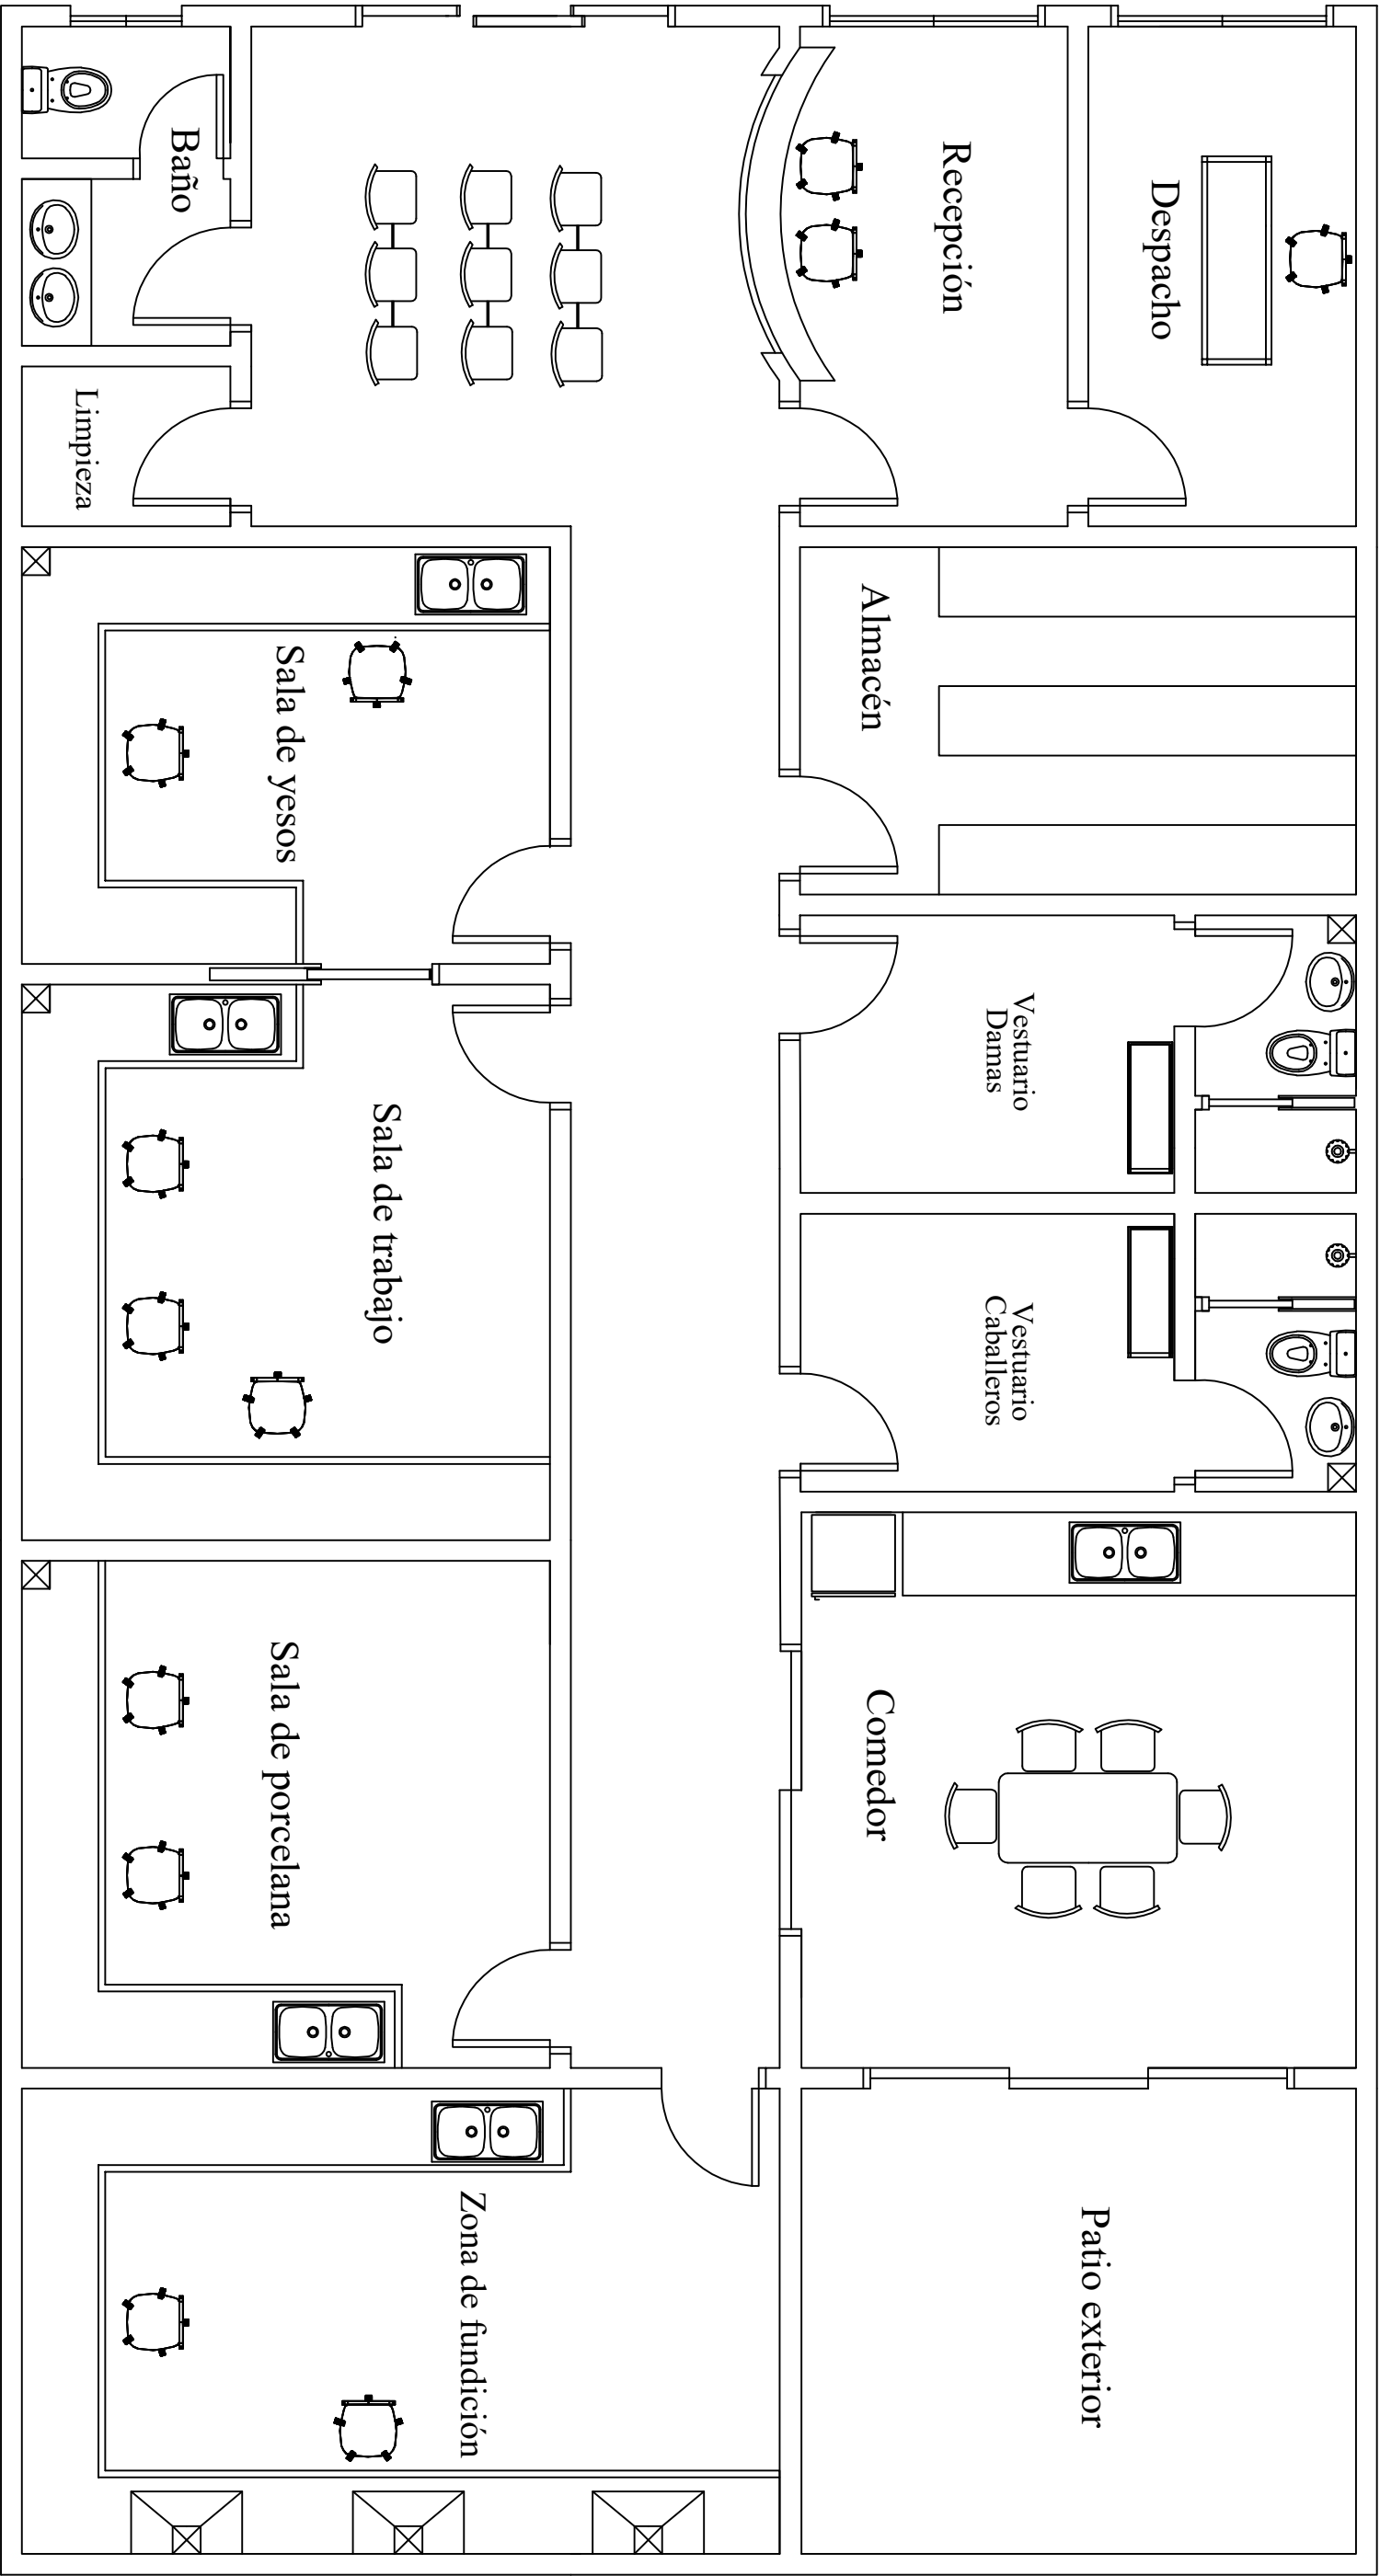 Despacho
Recepción
Baño
Limpieza
Almacén
Sala de yesos
Vestuario
Damas
Sala de trabajo
Vestuario
Caballeros
Comedor
Sala de porcelana
Patio exterior
Zona de fundición